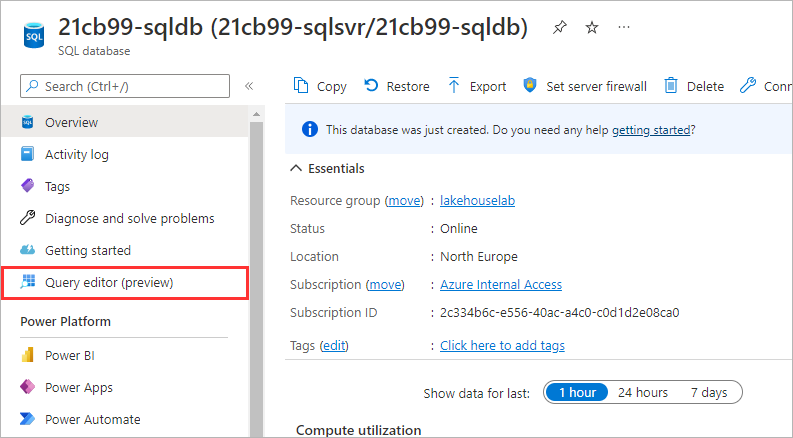 21cb99-sqldb (21cb99-sqlsvr/21cb99-sqldb)
SQL database
Search (Ctrl+/)
Overview
Activity log
Tags
Diagnose and solve problems
Getting started
Query editor (preview)
Power Platform
Power BI
Power Apps
Power Automate
Copy Restore Export Set server firewall Delete Conn
This database was just created. Do you need any help getting started?
Essentials
Resource group (move) : lakehouselab
Status : Online
Location : North Europe
Subscription (move) : Azure Internal Access
Subscription ID : 2c334b6c-e556-40ac-a4c0-c0d1d2e08ca0
Tags (edit) : Click here to add tags
Show data for last: 1 hour 24 hours 7 days
Compute utilization